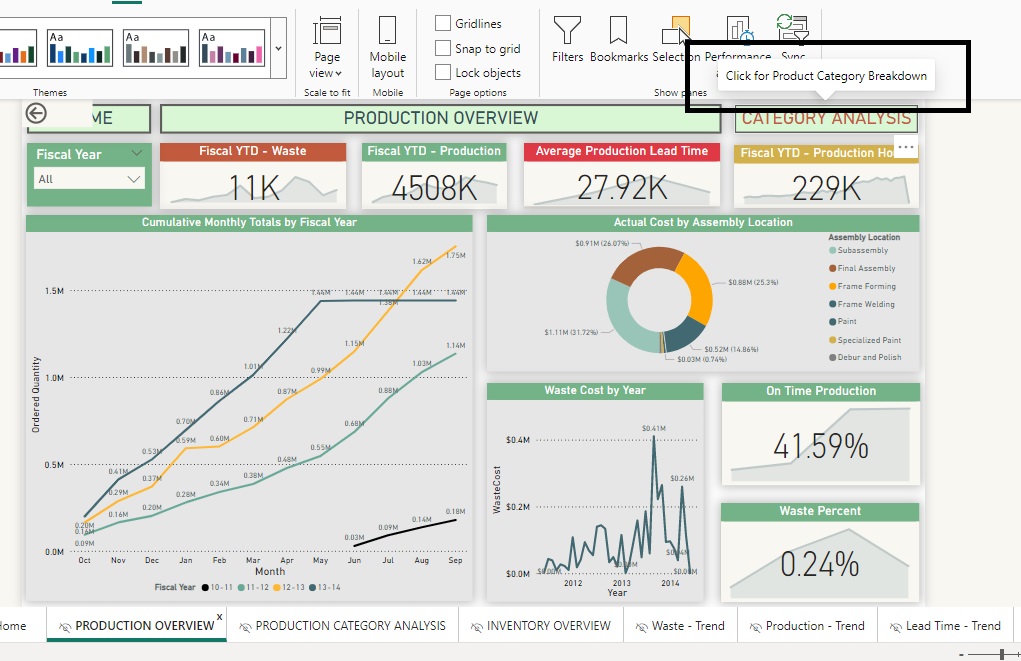 Aa
Aa
Aa
Themes
Page
view
Scale to fit
Mobile
layout
Mobile
Gridlines
Snap to grid
Lock objects
Page options
Filters
Bookmarks
Selection
Performance
Sync
Show panes
Click for Product Category Breakdown
ME
PRODUCTION OVERVIEW
CATEGORY ANALYSIS
Fiscal Year
All
Fiscal YTD - Waste
11K
Fiscal YTD - Production
4508K
Average Production Lead Time
27.92K
Fiscal YTD - Production Ho
229K
...
Cumulative Monthly Totals by Fiscal Year
Ordered Quantity
1.5M
1.0M
0.5M
0.0M
0.20M
0.16M
0.09M
0.41M
0.29M
0.16M
0.53M
0.37M
0.20M
0.70M
0.59M
0.28M
0.86M
0.60M
0.34M
1.01M
0.71M
0.38M
1.22M
0.87M
0.48M
1.44M
0.99M
0.55M
1.44M
1.15M
0.68M
0.03M
1.44M
1.38M
0.88M
0.09M
1.62M
1.44M
1.03M
0.14M
1.75M
1.44M
1.14M
0.18M
Oct Nov Dec Jan Feb Mar Apr May Jun Jul Aug Sep
Month
Fiscal Year 10-11 11-12 12-13 13-14
Actual Cost by Assembly Location
$0.91M (26.07%)
$0.88M (25.3%)
$1.11M (31.72%)
$0.52M (14.86%)
$0.03M (0.74%)
Assembly Location
Subassembly
Final Assembly
Frame Forming
Frame Welding
Paint
Specialized Paint
Debur and Polish
Waste Cost by Year
WasteCost
$0.4M
$0.2M
$0.0M
$0.41M
$0.26M
2012 2013 2014
Year
On Time Production
41.59%
Waste Percent
0.24%
ome
PRODUCTION OVERVIEW x
PRODUCTION CATEGORY ANALYSIS
INVENTORY OVERVIEW
Waste - Trend
Production - Trend
Lead Time - Trend
- +